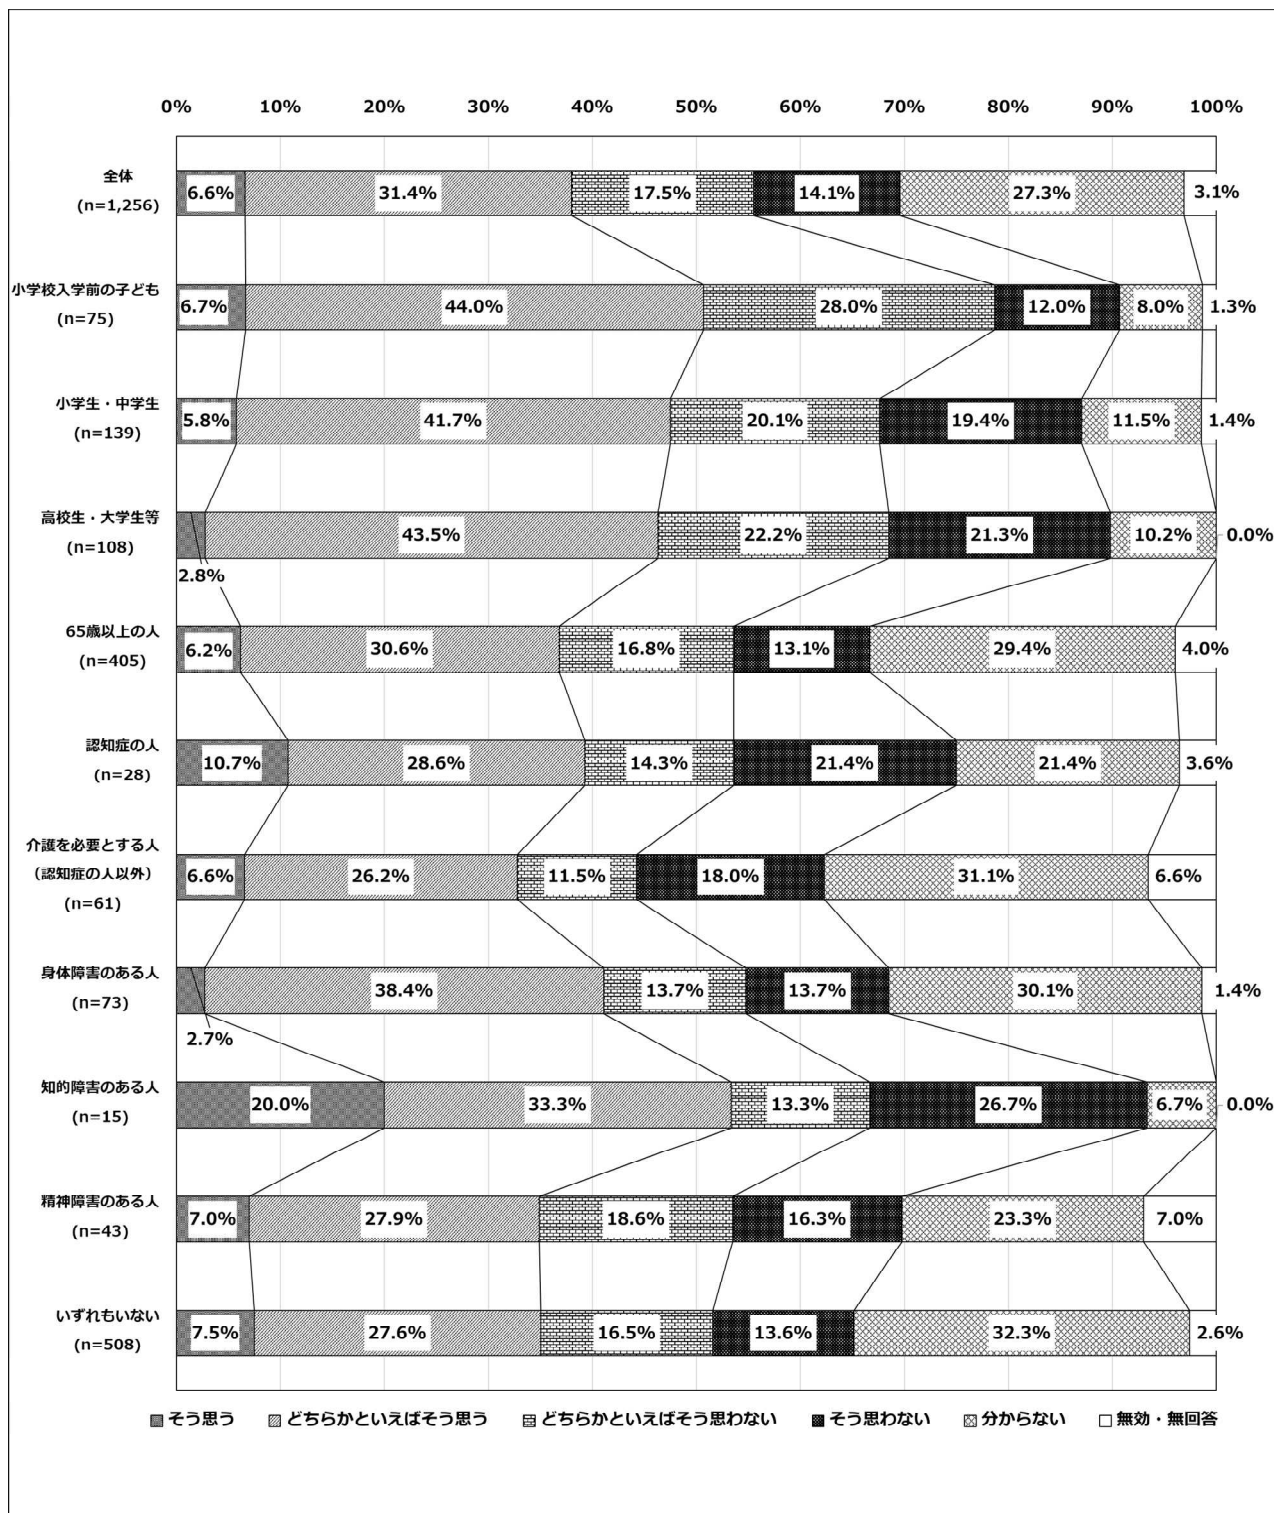 0% 10% 20% 30% 40% 50% 60% 70% 80% 90% 100%
全体
(n=1,256)
6.6% 31.4% 17.5% 14.1% 27.3% 3.1%
小学校入学前の子ども
(n=75)
6.7% 44.0% 28.0% 12.0% 8.0% 1.3%
小学生・中学生
(n=139)
5.8% 41.7% 20.1% 19.4% 11.5% 1.4%
高校生・大学生等
(n=108)
2.8% 43.5% 22.2% 21.3% 10.2% 0.0%
65歳以上の人
(n=405)
6.2% 30.6% 16.8% 13.1% 29.4% 4.0%
認知症の人
(n=28)
10.7% 28.6% 14.3% 21.4% 21.4% 3.6%
介護を必要とする人
（認知症の人以外）
(n=61)
6.6% 26.2% 11.5% 18.0% 31.1% 6.6%
身体障害のある人
(n=73)
2.7% 38.4% 13.7% 13.7% 30.1% 1.4%
知的障害のある人
(n=15)
20.0% 33.3% 13.3% 26.7% 6.7% 0.0%
精神障害のある人
(n=43)
7.0% 27.9% 18.6% 16.3% 23.3% 7.0%
いずれもいない
(n=508)
7.5% 27.6% 16.5% 13.6% 32.3% 2.6%
そう思う どちらかといえばそう思う どちらかといえばそう思わない そう思わない 分からない 無効・無回答